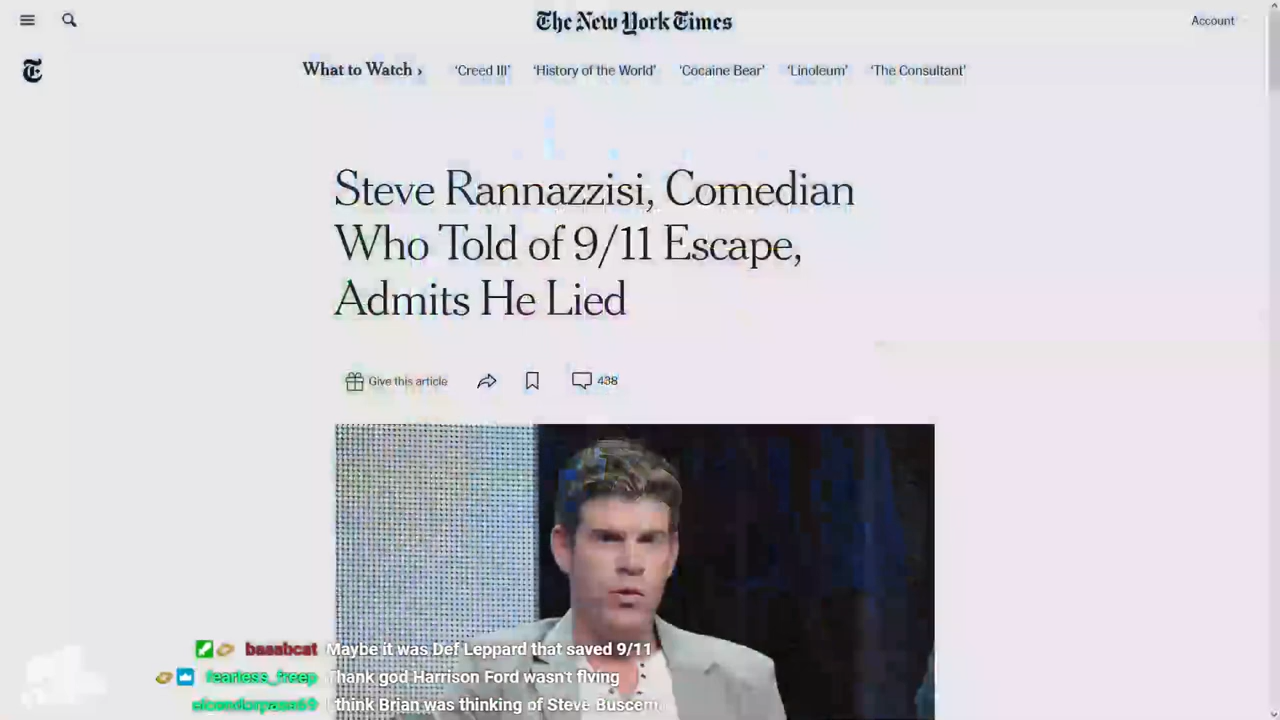 The New York Times
Account
What to Watch › 'Creed III' 'History of the World' 'Cocaine Bear' 'Linoleum' 'The Consultant'
Steve Rannazzisi, Comedian
Who Told of 9/11 Escape,
Admits He Lied
Give this article 438
baaabcat Maybe it was Def Leppard that saved 9/11
fearless_freep Thank god Harrison Ford wasn't flying
I think Brian was thinking of Steve Buscemi